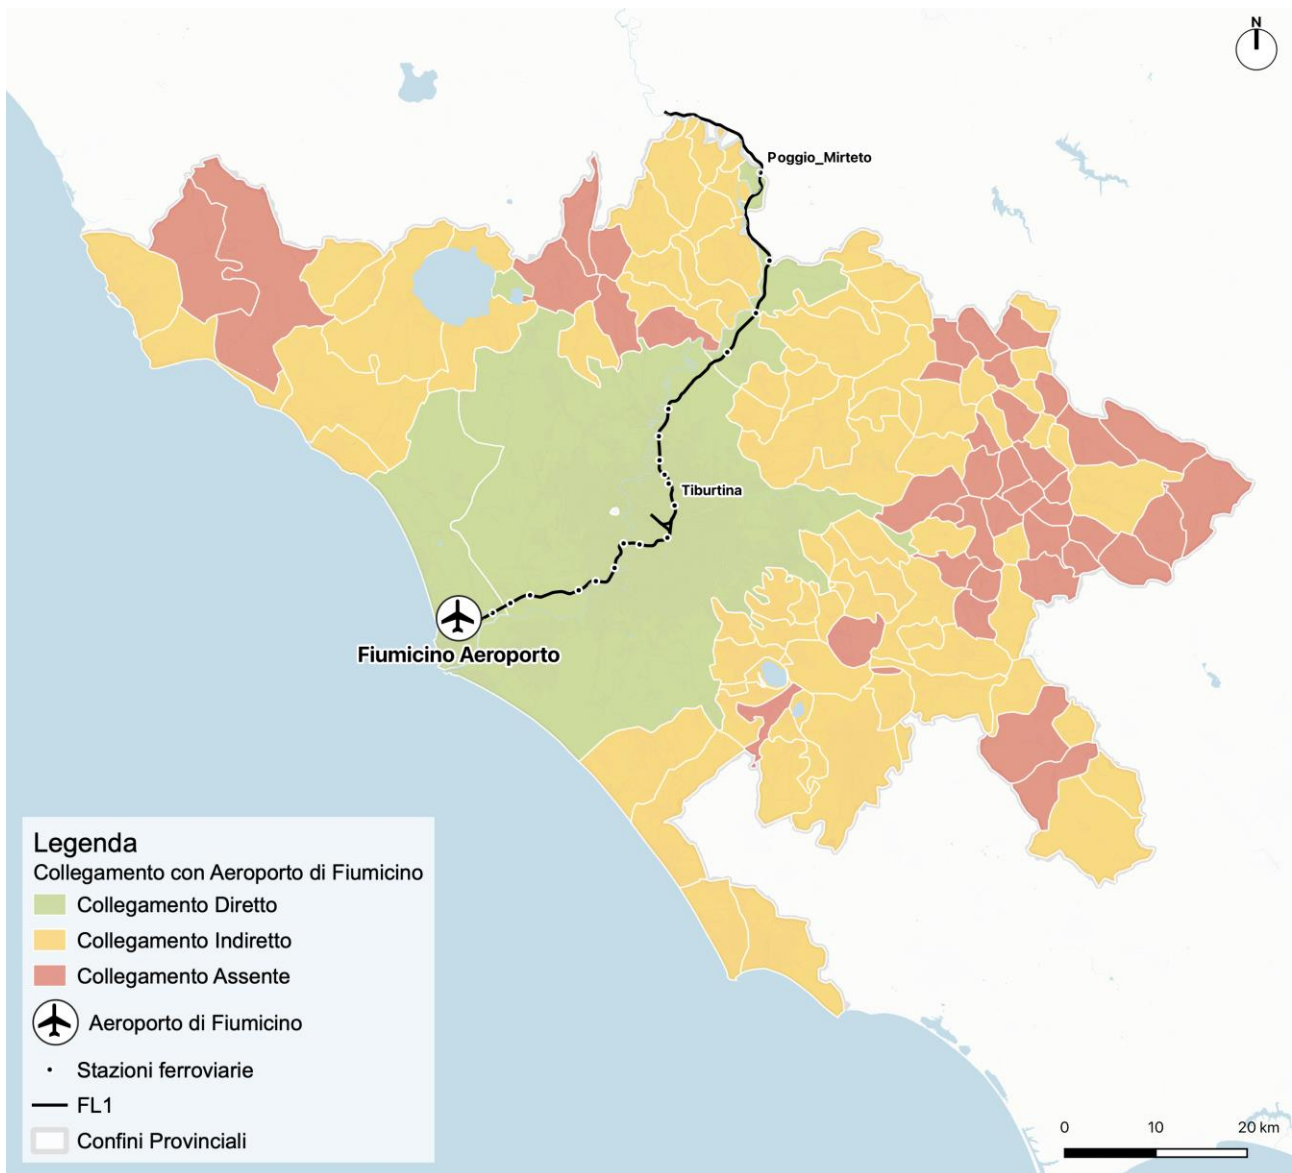 N
Poggio_Mirteto
Tiburtina
Fiumicino Aeroporto
Legenda
Collegamento con Aeroporto di Fiumicino
Collegamento Diretto
Collegamento Indiretto
Collegamento Assente
Aeroporto di Fiumicino
Stazioni ferroviarie
FL1
Confini Provinciali
0 10 20 km